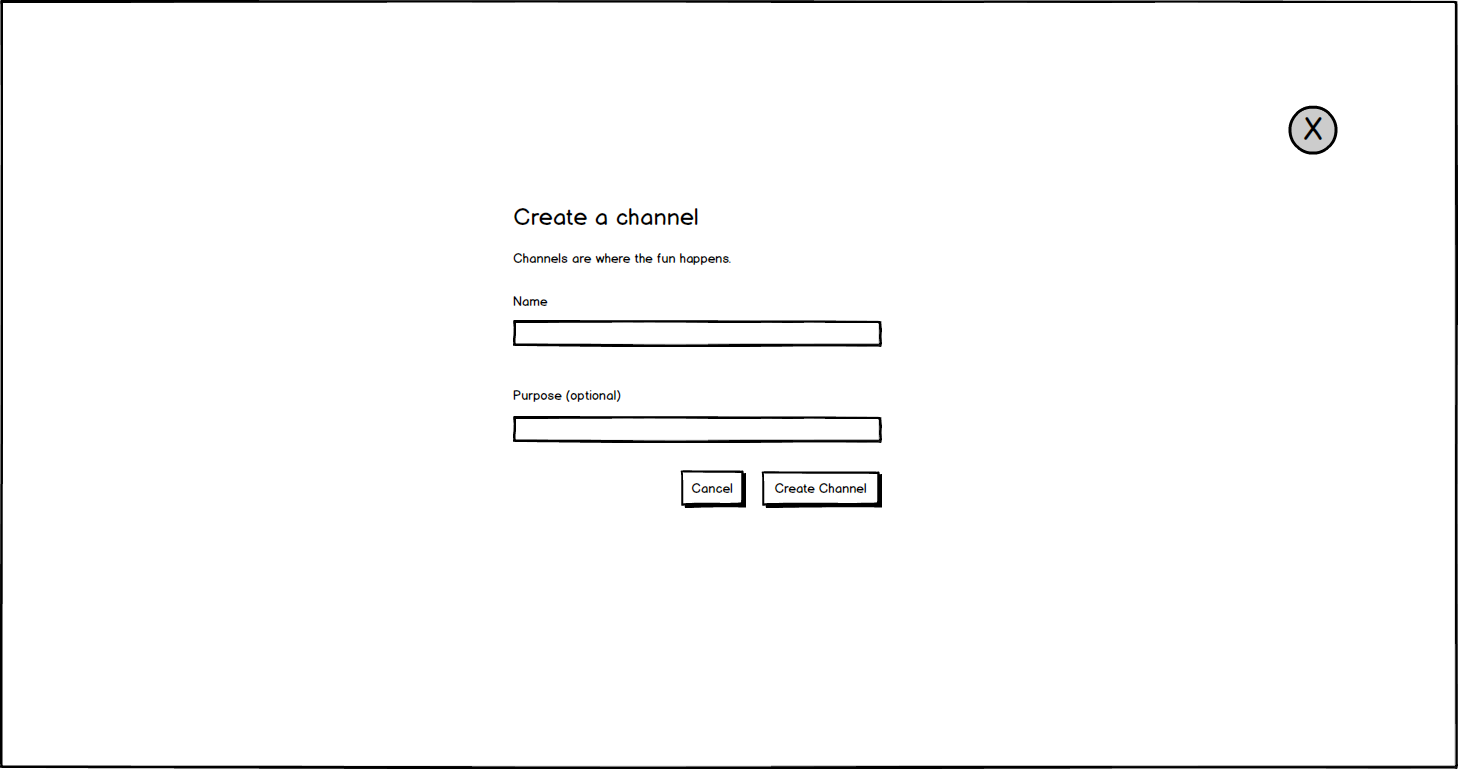 X
Create a channel
Channels are where the fun happens.
Name
Purpose (optional)
Cancel
Create Channel